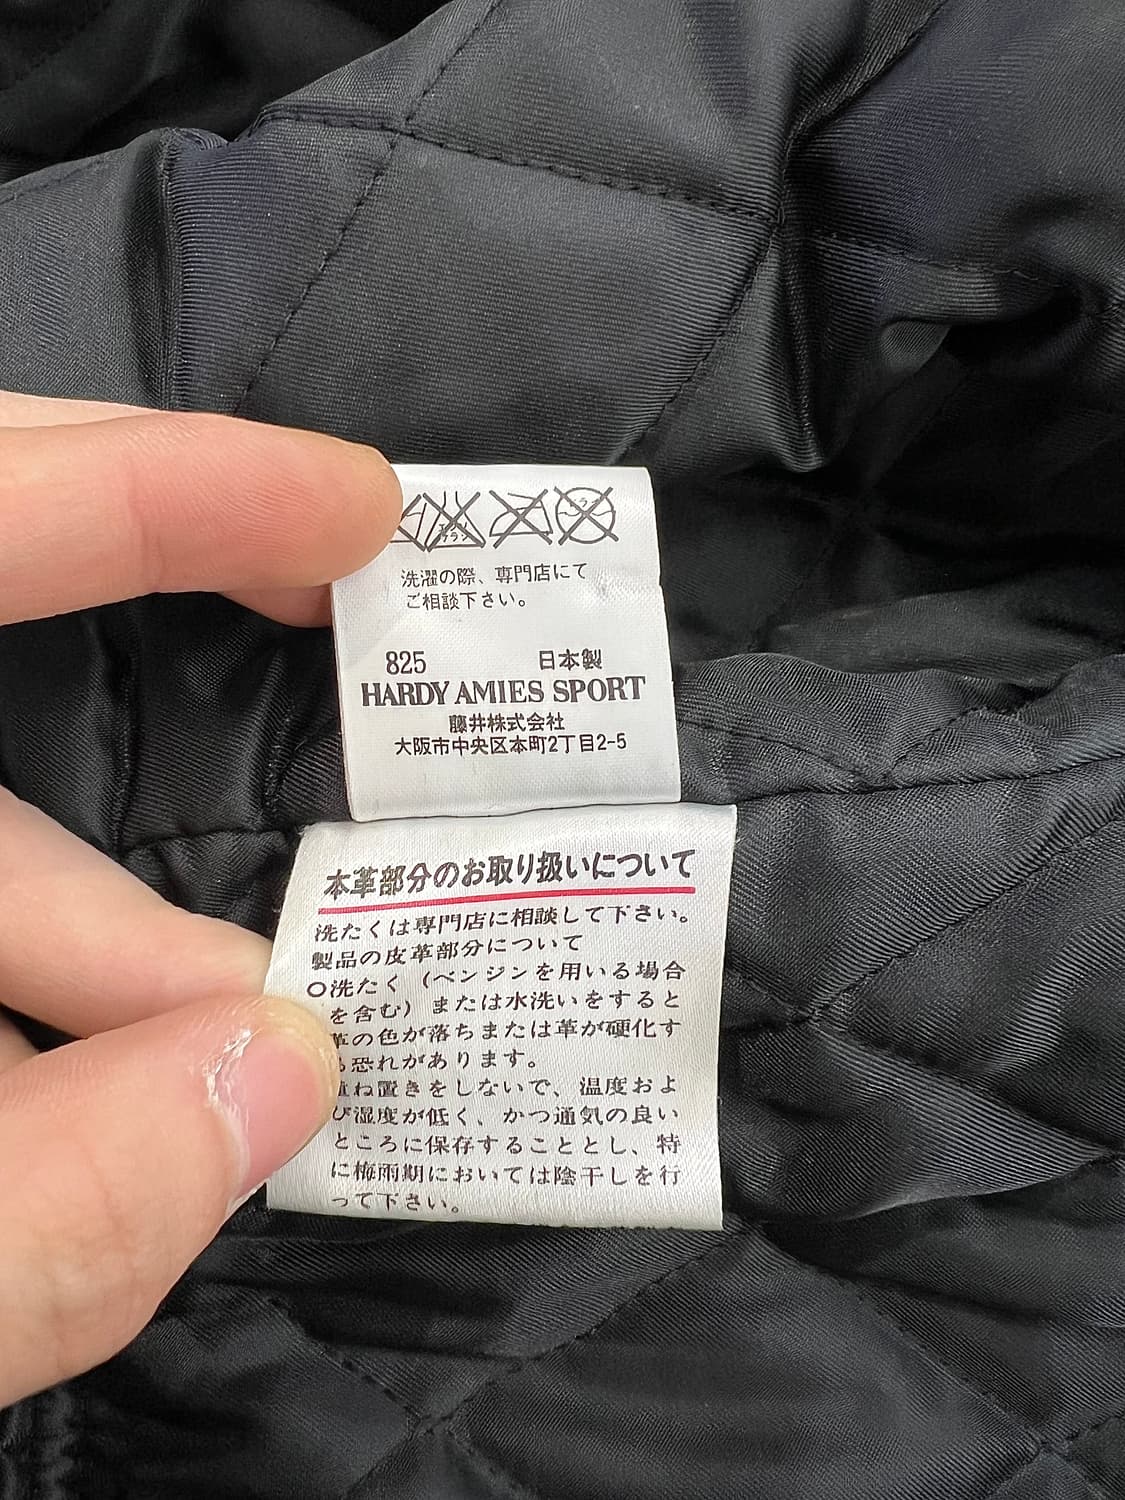 洗濯の際、専門店にて
ご相談下さい。
825 日本製
HARDY AMIES SPORT
藤井株式会社
大阪市中央区本町2丁目2-5
本革部分のお取り扱いについて
洗たくは専門店に相談して下さい。
製品の皮革部分について
○洗たく（ベンジンを用いる場合
を含む）または水洗いをすると
革の色が落ちまたは革が硬化す
る恐れがあります。
重ね置きをしないで、温度およ
び湿度が低く、かつ通気の良い
ところに保存することとし、特
に梅雨期においては陰干しを行
って下さい。